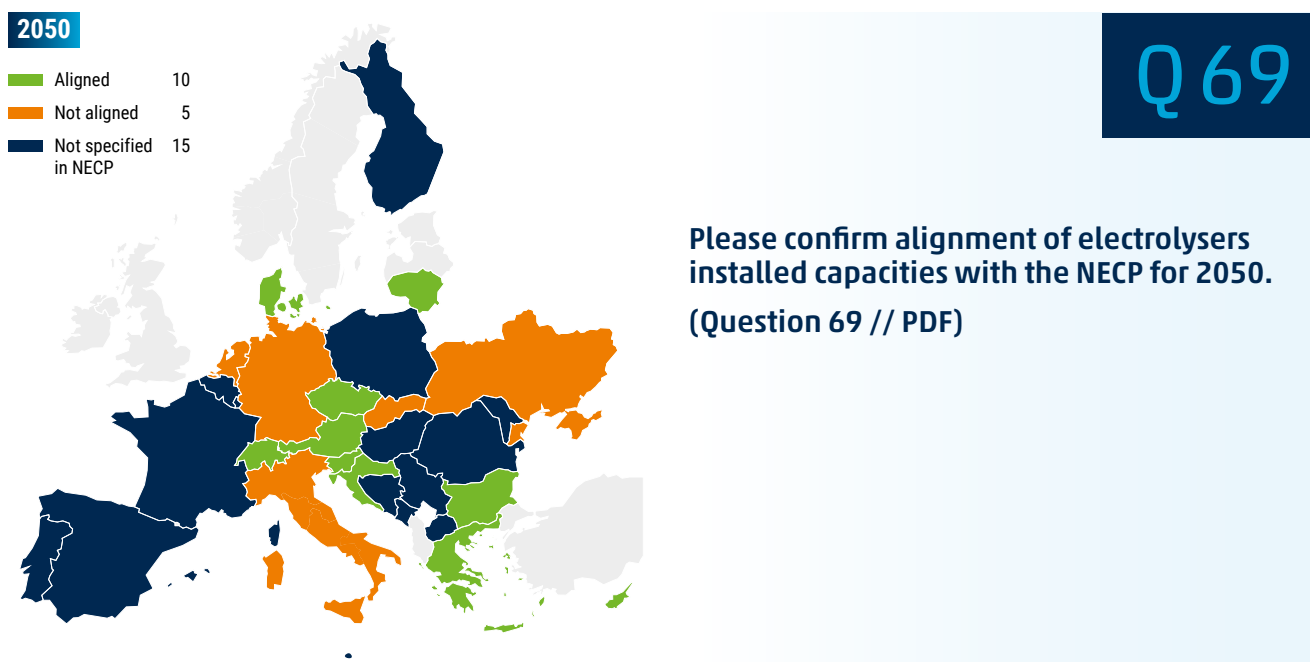 2050
Aligned 10
Not aligned 5
Not specified 15
in NECP
Q 69
Please confirm alignment of electrolysers
installed capacities with the NECP for 2050.
(Question 69 // PDF)